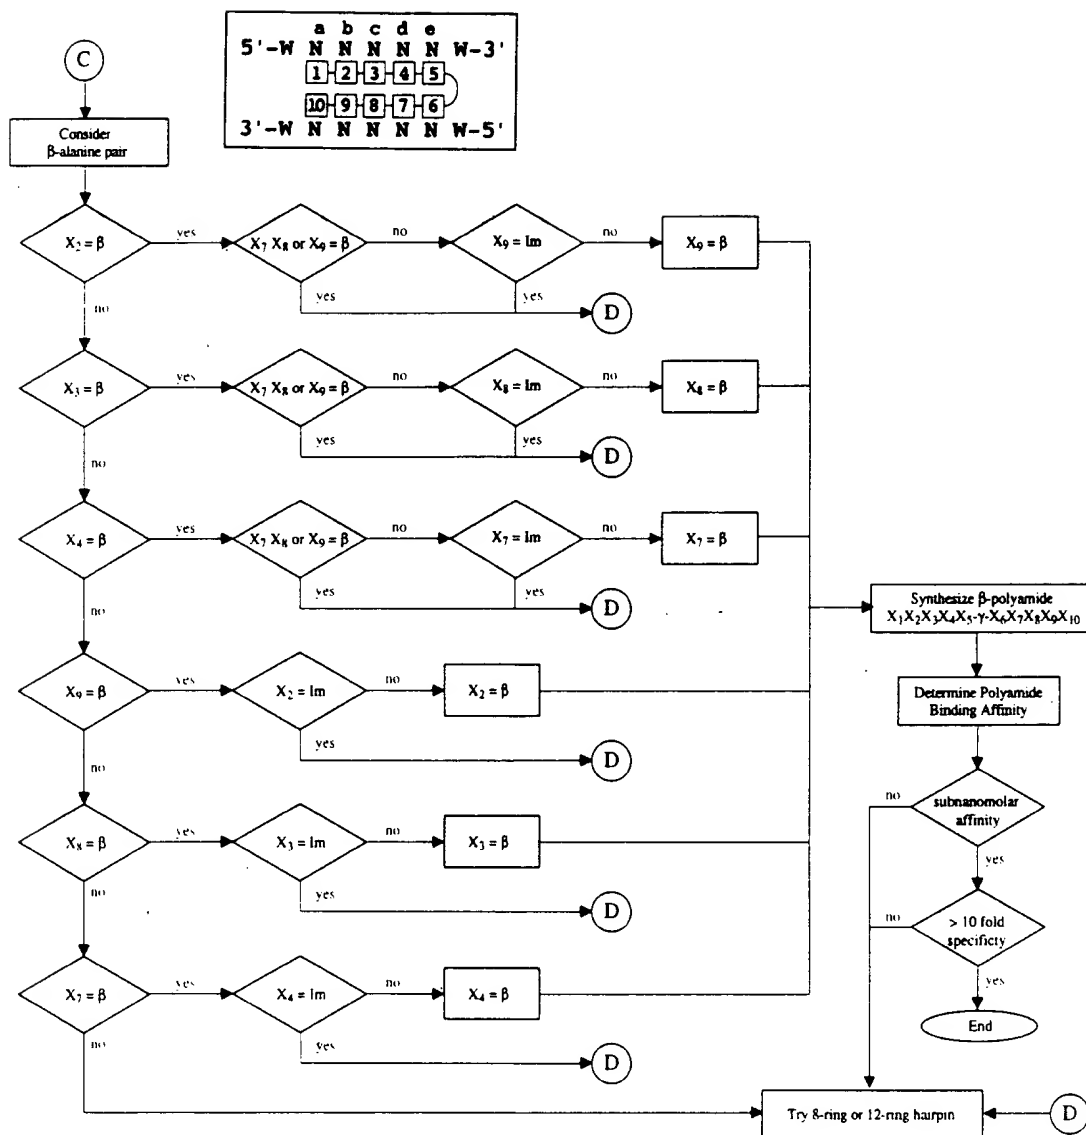 a b c d e
5'-W N N N N N W-3'
1 2 3 4 5
10 9 8 7 6
3'-W N N N N N W-5'
C
Consider
β-alanine pair
X2 = β
yes
X7 X8 or X9 = β
no
X9 = Im
no
X9 = β
yes
yes
D
no
X3 = β
yes
X7 X8 or X9 = β
no
X8 = Im
no
X8 = β
yes
yes
D
no
X4 = β
yes
X7 X8 or X9 = β
no
X7 = Im
no
X7 = β
yes
yes
D
no
Synthesize β-polyamide
X1X2X3X4X5-γ-X6X7X8X9X10
X9 = β
yes
X2 = Im
no
X2 = β
Determine Polyamide
Binding Affinity
yes
D
no
X8 = β
yes
X3 = Im
no
X3 = β
no
subnanomolar
affinity
yes
yes
D
no
no
> 10 fold
specificty
yes
X7 = β
yes
X4 = Im
no
X4 = β
End
no
yes
D
Try 8-ring or 12-ring hairpin
D